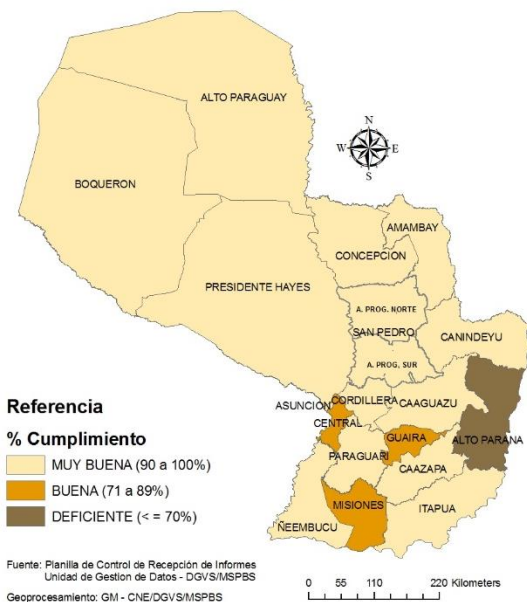 ALTO PARAGUAY
N
W E
S
BOQUERON
AMAMBAY
CONCEPCION
PRESIDENTE HAYES
A. PROG. NORTE
SAN PEDRO
CANINDEYU
A. PROG. SUR
CORDILLERA
ASUNCION
CAAGUAZU
CENTRAL
GUAIRA
ALTO PARANA
PARAGUARI
CAAZAPA
MISIONES
ITAPUA
ÑEEMBUCU
Referencia
% Cumplimiento
MUY BUENA (90 a 100%)
BUENA (71 a 89%)
DEFICIENTE (< = 70%)
Fuente: Planilla de Control de Recepción de Informes
Unidad de Gestion de Datos - DGVS/MSPBS
Geoprocesamiento: GM - CNE/DGVS/MSPBS
0 55 110 220 Kilometers